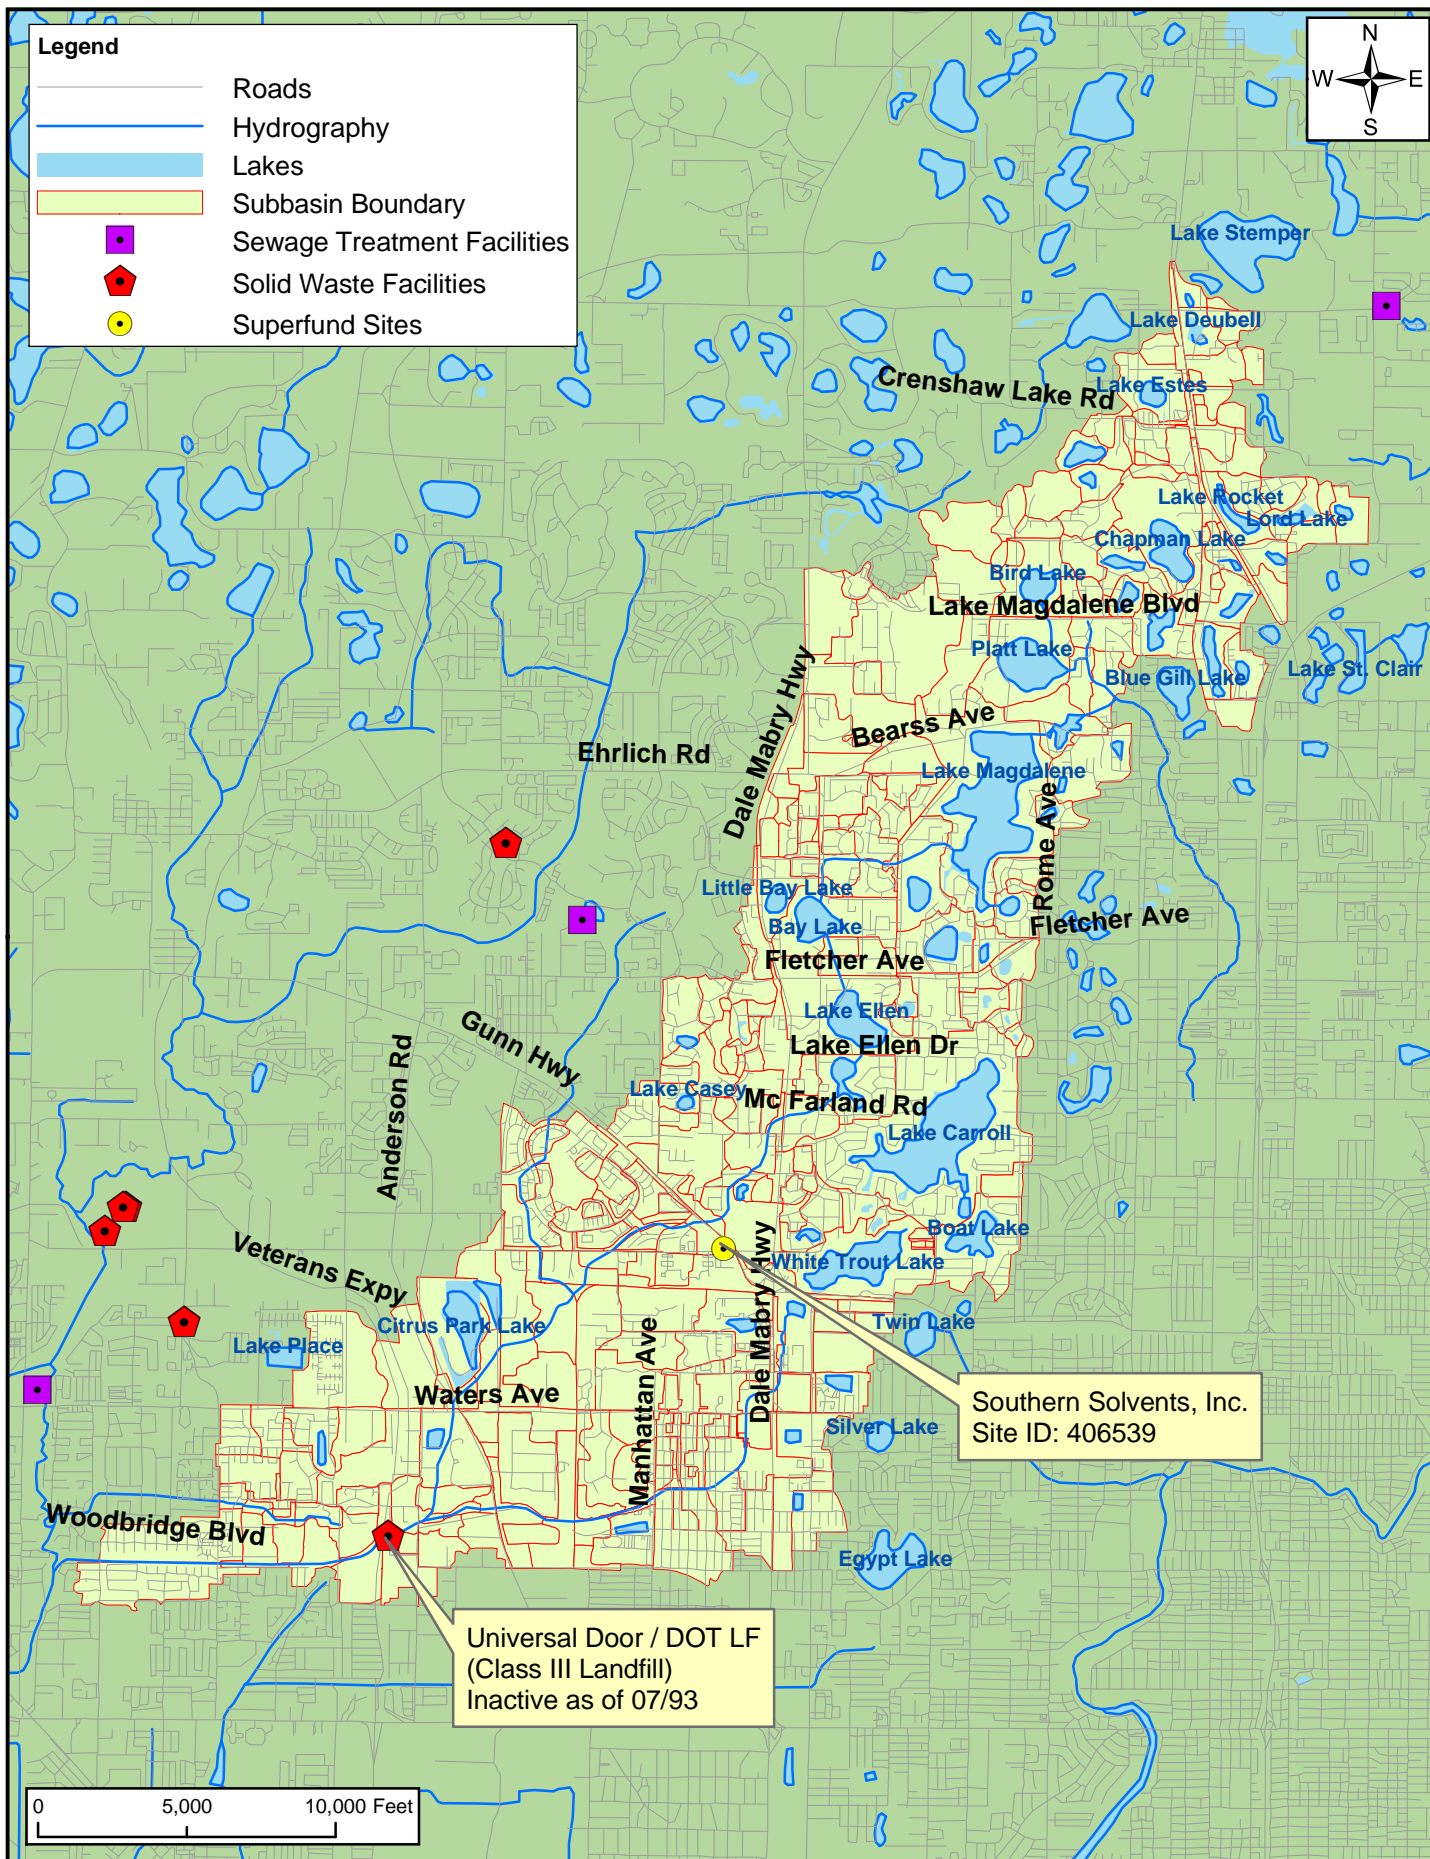 Legend
Roads
Hydrography
Lakes
Subbasin Boundary
Sewage Treatment Facilities
Solid Waste Facilities
Superfund Sites
N
W E
S
Lake Stemper
Lake Deubell
Crenshaw Lake Rd
Lake Estes
Lake Rocket
Lord Lake
Chapman Lake
Bird Lake
Lake Magdalene Blvd
Platt Lake
Blue Gill Lake
Lake St. Clair
Dale Mabry Hwy
Bearss Ave
Ehrlich Rd
Lake Magdalene
Rome Ave
Little Bay Lake
Bay Lake
Fletcher Ave
Fletcher Ave
Lake Ellen
Lake Ellen Dr
Gunn Hwy
Anderson Rd
Lake Casey
Mc Farland Rd
Lake Carroll
Boat Lake
White Trout Lake
Veterans Expy
Dale Mabry Hwy
Citrus Park Lake
Lake Place
Twin Lake
Manhattan Ave
Waters Ave
Southern Solvents, Inc.
Site ID: 406539
Silver Lake
Woodbridge Blvd
Egypt Lake
Universal Door / DOT LF
(Class III Landfill)
Inactive as of 07/93
0 5,000 10,000 Feet